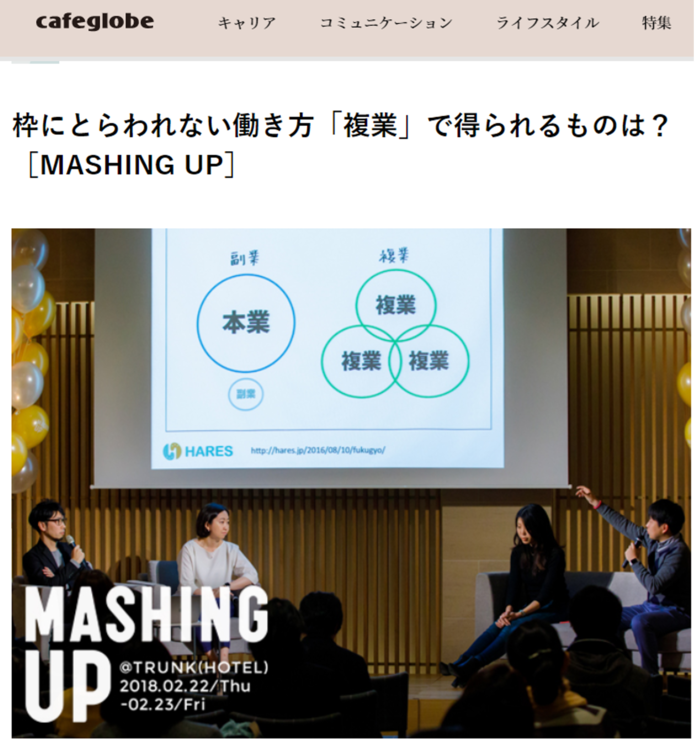 cafeglobe
キャリア コミュニケーション ライフスタイル 特集
枠にとらわれない働き方「複業」で得られるものは？
［MASHING UP］
副業 複業
本業
副業
複業
複業 複業
HARES http://hares.jp/2016/08/10/fukugyo/
MASHING
UP
@TRUNK(HOTEL)
2018.02.22/Thu
-02.23/Fri